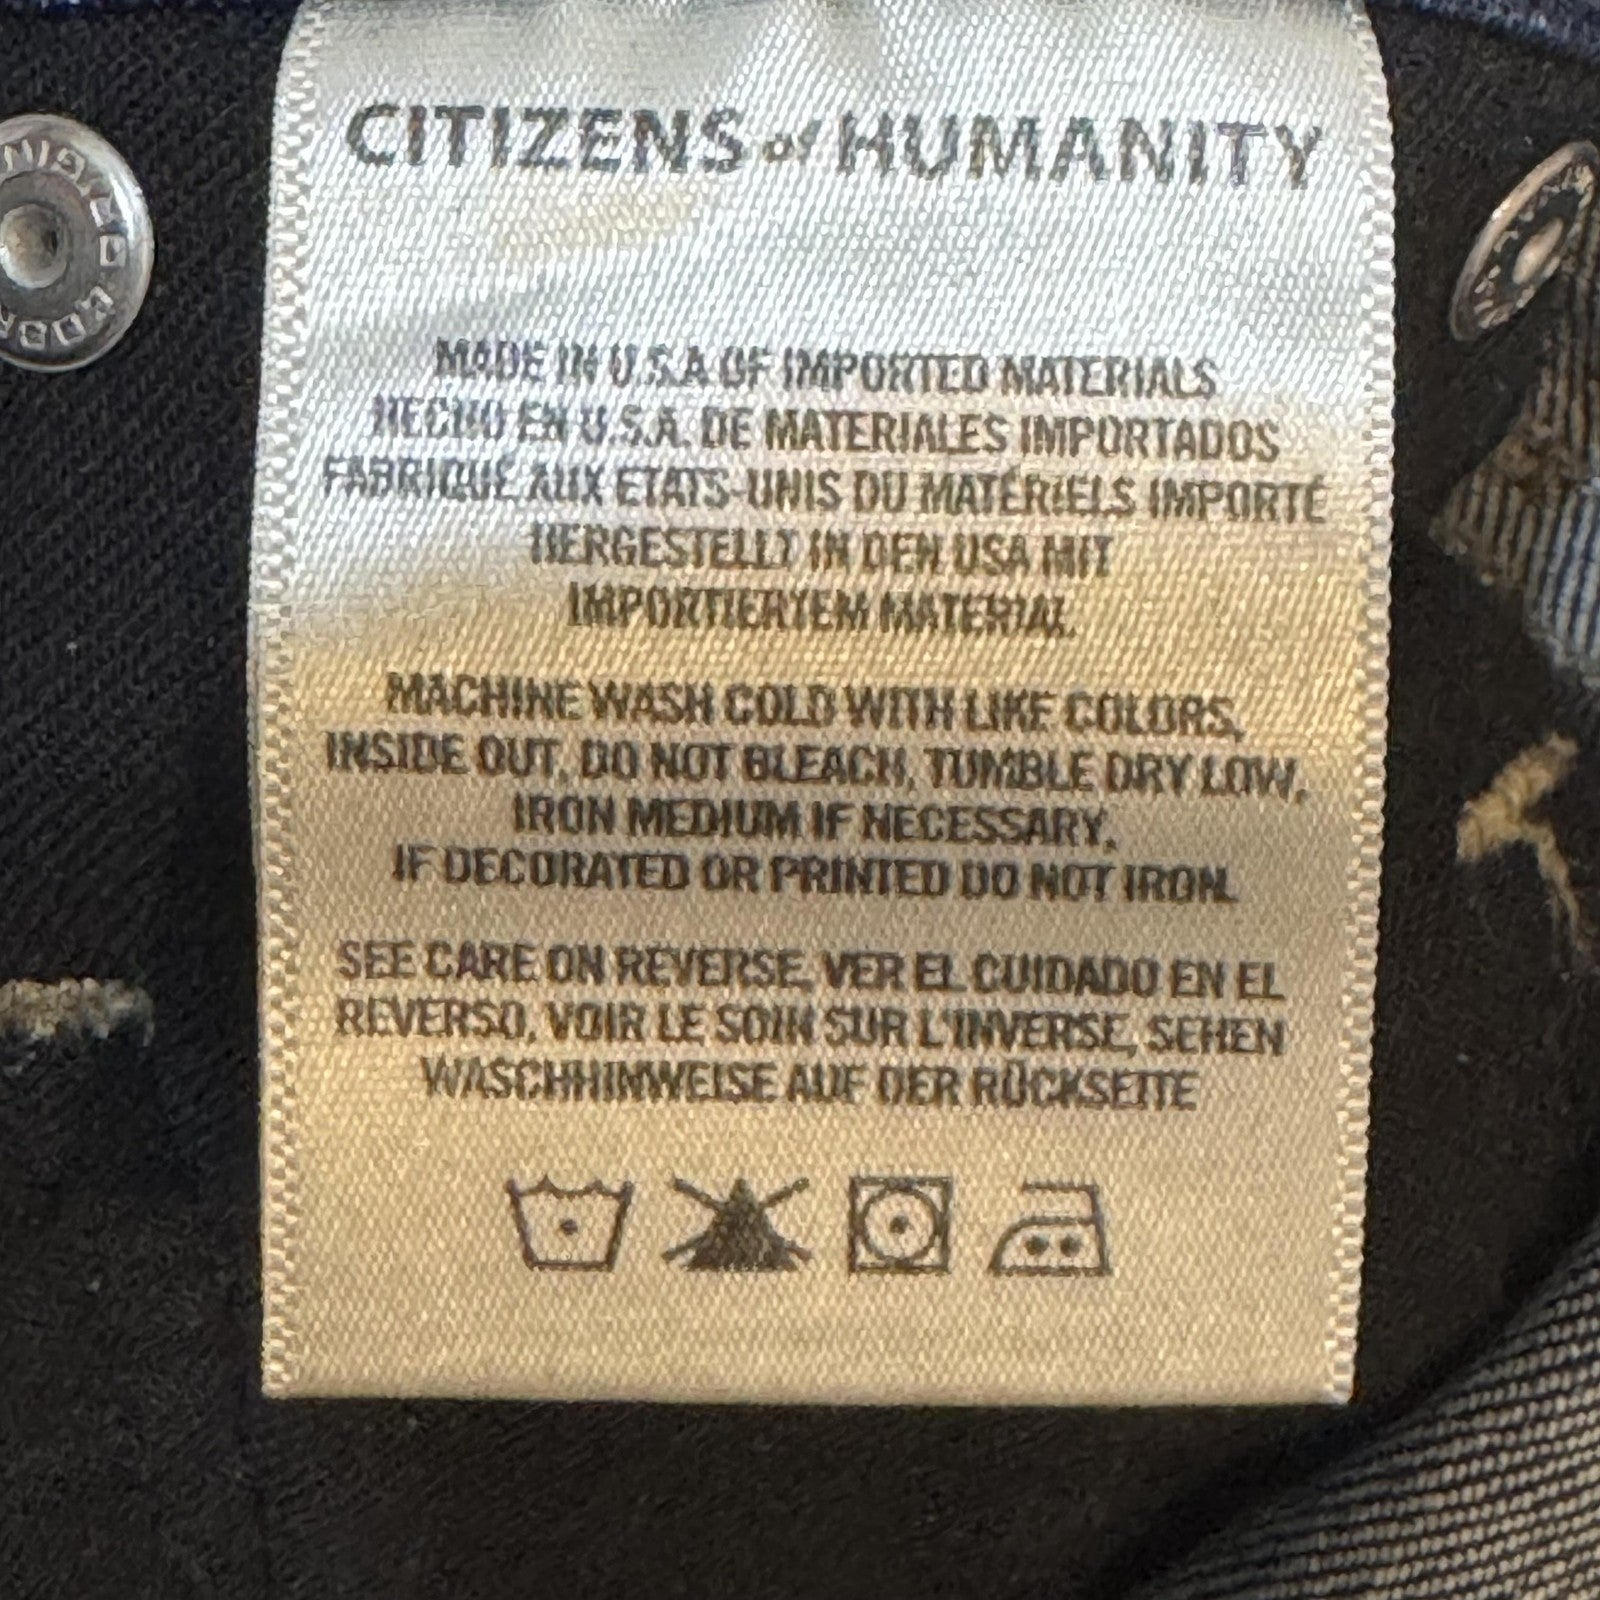 CITIZENS of HUMANITY
MADE IN U.S.A OF IMPORTED MATERIALS
HECHO EN U.S.A. DE MATERIALES IMPORTADOS
FABRIQUÉ AUX ETATS-UNIS DU MATÉRIELS IMPORTÉ
HERGESTELLT IN DEN USA MIT
IMPORTIERTEM MATERIAL
MACHINE WASH COLD WITH LIKE COLORS,
INSIDE OUT, DO NOT BLEACH, TUMBLE DRY LOW,
IRON MEDIUM IF NECESSARY,
IF DECORATED OR PRINTED DO NOT IRON.
SEE CARE ON REVERSE, VER EL CUIDADO EN EL
REVERSO, VOIR LE SOIN SUR L'INVERSE, SEHEN
WASCHHINWEISE AUF DER RÜCKSEITE